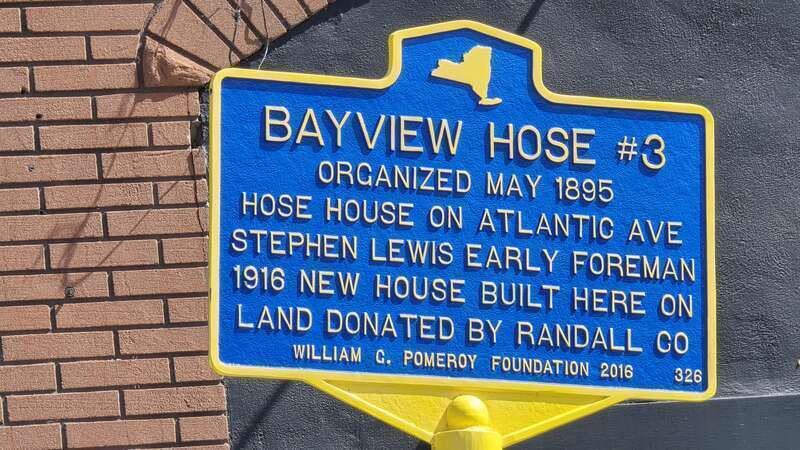 BAYVIEW HOSE #3
ORGANIZED MAY 1895
HOSE HOUSE ON ATLANTIC AVE
STEPHEN LEWIS EARLY FOREMAN
1916 NEW HOUSE BUILT HERE ON
LAND DONATED BY RANDALL CO
WILLIAM G. POMEROY FOUNDATION 2016 326